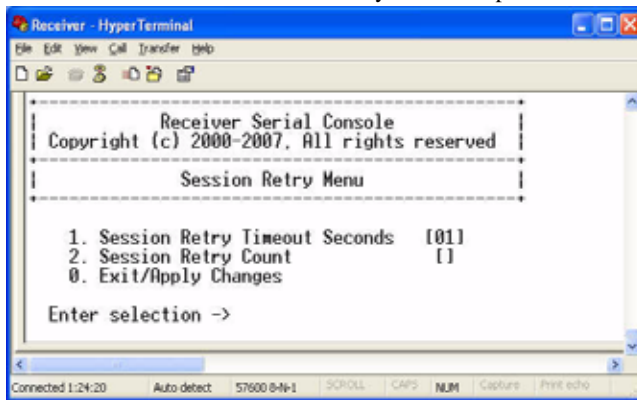 Receiver - HyperTerminal
File Edit View Call Transfer Help
Receiver Serial Console
Copyright (c) 2000-2007, All rights reserved
Session Retry Menu
1. Session Retry Timeout Seconds [01]
2. Session Retry Count []
0. Exit/Apply Changes
Enter selection ->
Connected 1:24:20 Auto detect 57600 8-N-1 SCROLL CAPS NUM Capture Print echo